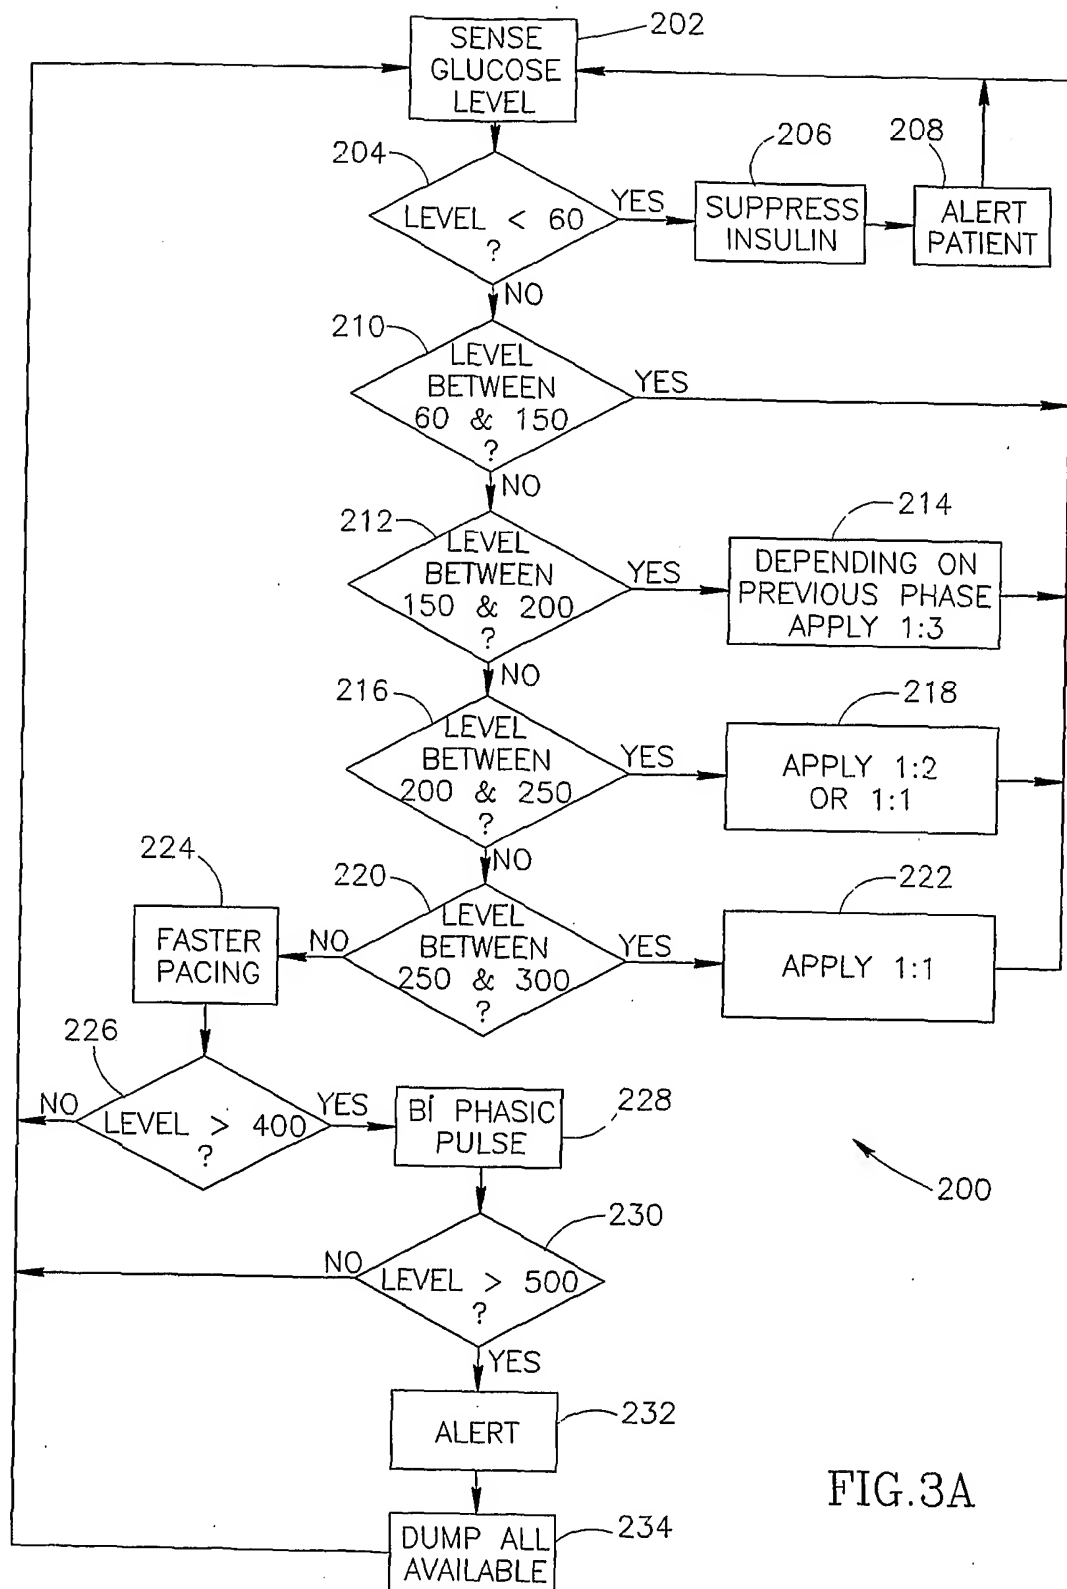 202
SENSE
GLUCOSE
LEVEL
204
LEVEL < 60
?
YES
206
SUPPRESS
INSULIN
208
ALERT
PATIENT
NO
210
LEVEL
BETWEEN
60 & 150
?
YES
NO
212
LEVEL
BETWEEN
150 & 200
?
YES
214
DEPENDING ON
PREVIOUS PHASE
APPLY 1:3
NO
216
LEVEL
BETWEEN
200 & 250
?
YES
218
APPLY 1:2
OR 1:1
NO
220
LEVEL
BETWEEN
250 & 300
?
YES
222
APPLY 1:1
NO
224
FASTER
PACING
226
LEVEL > 400
?
NO
YES
BI PHASIC
PULSE
228
200
230
LEVEL > 500
?
NO
YES
ALERT
232
DUMP ALL
AVAILABLE
234
FIG.3A